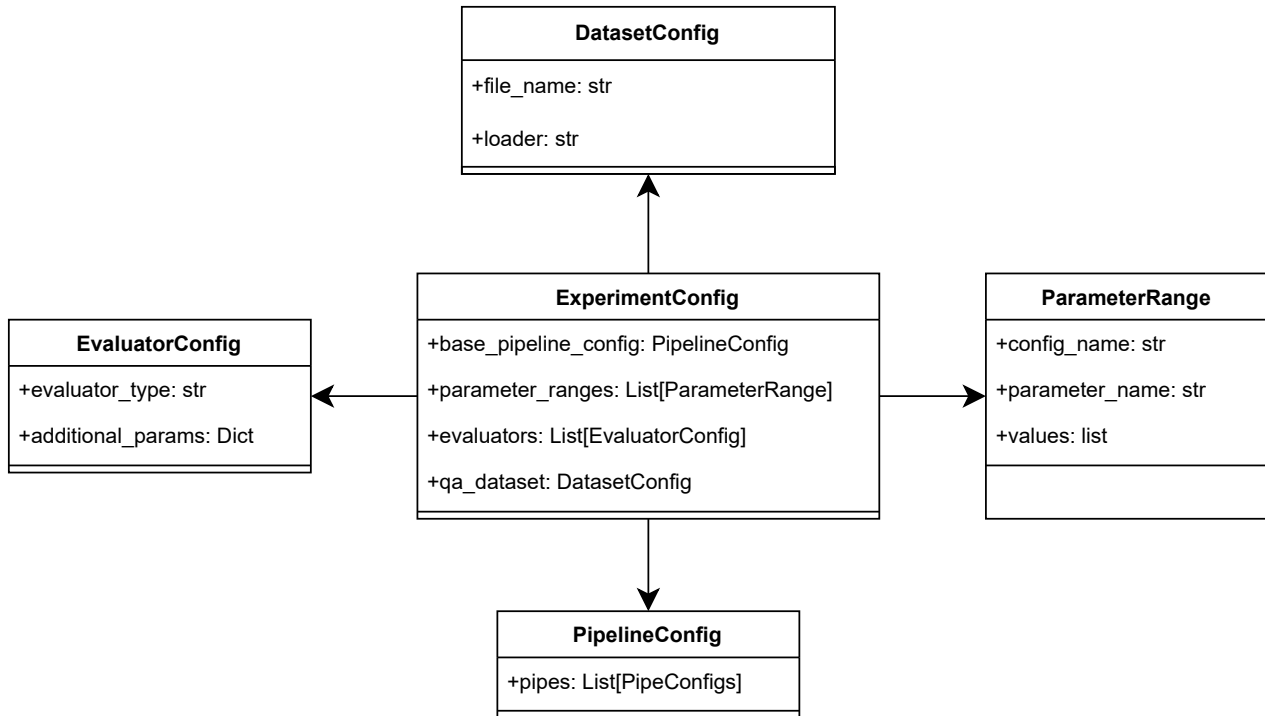 DatasetConfig
+file_name: str
+loader: str
ExperimentConfig
+base_pipeline_config: PipelineConfig
+parameter_ranges: List[ParameterRange]
+evaluators: List[EvaluatorConfig]
+qa_dataset: DatasetConfig
ParameterRange
+config_name: str
+parameter_name: str
+values: list
EvaluatorConfig
+evaluator_type: str
+additional_params: Dict
PipelineConfig
+pipes: List[PipeConfigs]